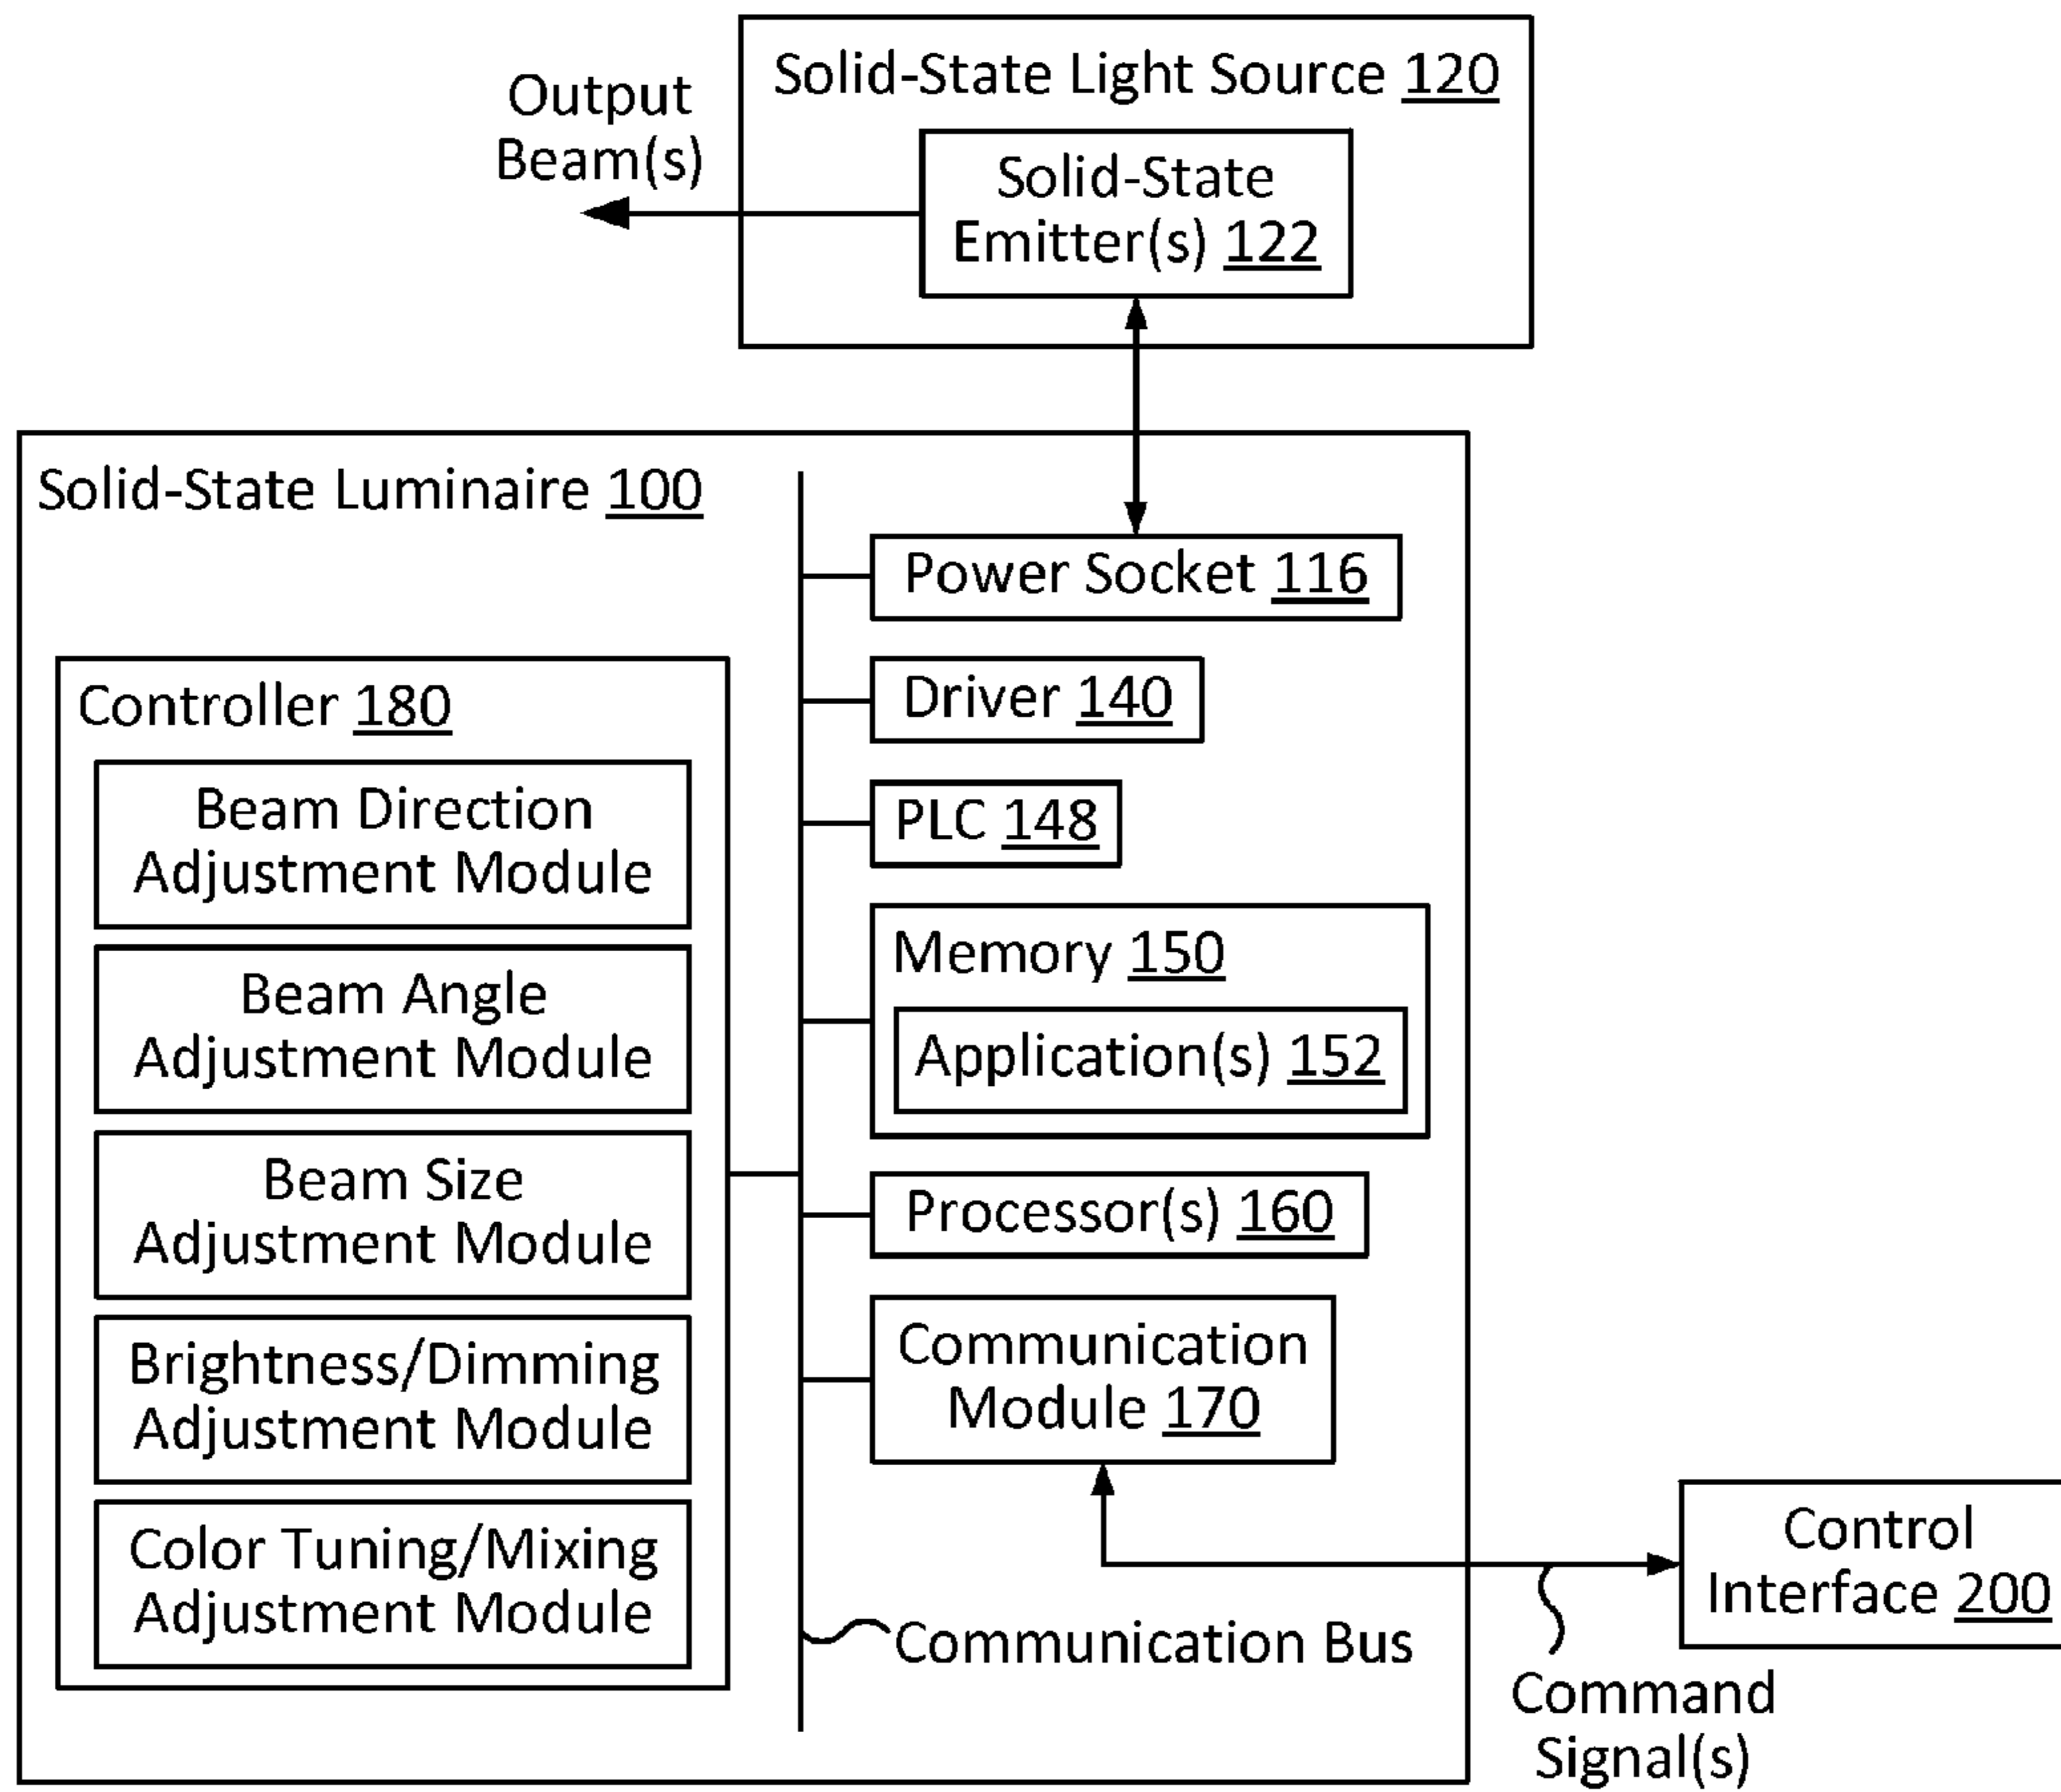 Solid-State Light Source 120
Output
Beam(s)
Solid-State
Emitter(s) 122
Solid-State Luminaire 100
Power Socket 116
Driver 140
PLC 148
Memory 150
Application(s) 152
Processor(s) 160
Communication
Module 170
Controller 180
Beam Direction
Adjustment Module
Beam Angle
Adjustment Module
Beam Size
Adjustment Module
Brightness/Dimming
Adjustment Module
Color Tuning/Mixing
Adjustment Module
Communication Bus
Control
Interface 200
Command
Signal(s)